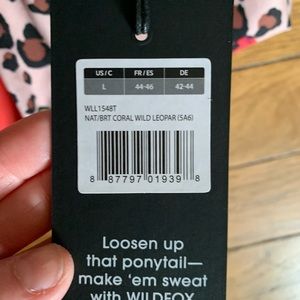 US / C FR / ES DE
L 44-46 42-44
WLL1548T
NAT/BRT CORAL WILD LEOPAR (SA6)
8 87797 01939 8
Loosen up
that ponytail—
make 'em sweat
with WILDFOX